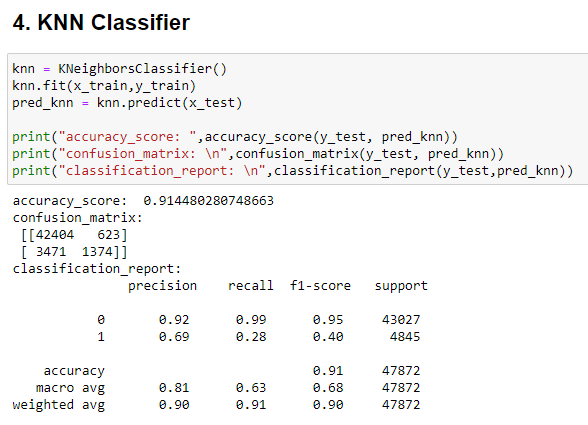 4. KNN Classifier
knn = KNeighborsClassifier()
knn.fit(x_train,y_train)
pred_knn = knn.predict(x_test)
print("accuracy_score: ",accuracy_score(y_test, pred_knn))
print("confusion_matrix: \n",confusion_matrix(y_test, pred_knn))
print("classification_report: \n",classification_report(y_test,pred_knn))
accuracy_score:  0.914480280748663
confusion_matrix:
 [[42404   623]
 [ 3471  1374]]
classification_report:
               precision    recall  f1-score   support
           0       0.92      0.99      0.95     43027
           1       0.69      0.28      0.40      4845
    accuracy                           0.91     47872
   macro avg       0.81      0.63      0.68     47872
weighted avg       0.90      0.91      0.90     47872